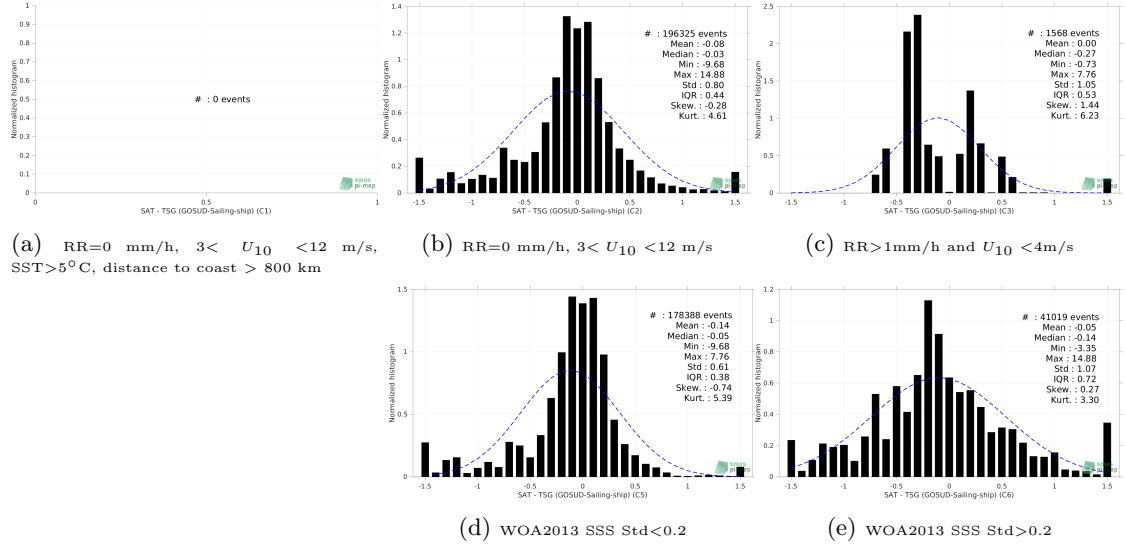 1
0.9
0.8
0.7
0.6
0.5
0.4
0.3
0.2
0.1
0
Normalized histogram
# : 0 events
smos
pi-mep
0 0.5 1
SAT - TSG (GOSUD-Sailing-ship) (C1)
(a) RR=0 mm/h, 3< U10 <12 m/s,
SST>5°C, distance to coast > 800 km
1.4
1.2
1
0.8
0.6
0.4
0.2
0
Normalized histogram
# : 196325 events
Mean : -0.08
Median : -0.03
Min : -9.68
Max : 14.88
Std : 0.80
IQR : 0.44
Skew. : -0.28
Kurt. : 4.61
smos
pi-mep
-1.5 -1 -0.5 0 0.5 1 1.5
SAT - TSG (GOSUD-Sailing-ship) (C2)
(b) RR=0 mm/h, 3< U10 <12 m/s
2.5
2
1.5
1
0.5
0
Normalized histogram
# : 1568 events
Mean : 0.00
Median : -0.27
Min : -0.73
Max : 7.76
Std : 1.05
IQR : 0.53
Skew. : 1.44
Kurt. : 6.23
smos
pi-mep
-1.5 -1 -0.5 0 0.5 1 1.5
SAT - TSG (GOSUD-Sailing-ship) (C3)
(c) RR>1mm/h and U10 <4m/s
1.5
1
0.5
0
Normalized histogram
# : 178388 events
Mean : -0.14
Median : -0.05
Min : -9.68
Max : 7.76
Std : 0.61
IQR : 0.38
Skew. : -0.74
Kurt. : 5.39
smos
pi-mep
-1.5 -1 -0.5 0 0.5 1 1.5
SAT - TSG (GOSUD-Sailing-ship) (C5)
(d) WOA2013 SSS Std<0.2
1.2
1
0.8
0.6
0.4
0.2
0
Normalized histogram
# : 41019 events
Mean : -0.05
Median : -0.14
Min : -3.35
Max : 14.88
Std : 1.07
IQR : 0.72
Skew. : 0.27
Kurt. : 3.30
smos
pi-mep
-1.5 -1 -0.5 0 0.5 1 1.5
SAT - TSG (GOSUD-Sailing-ship) (C6)
(e) WOA2013 SSS Std>0.2